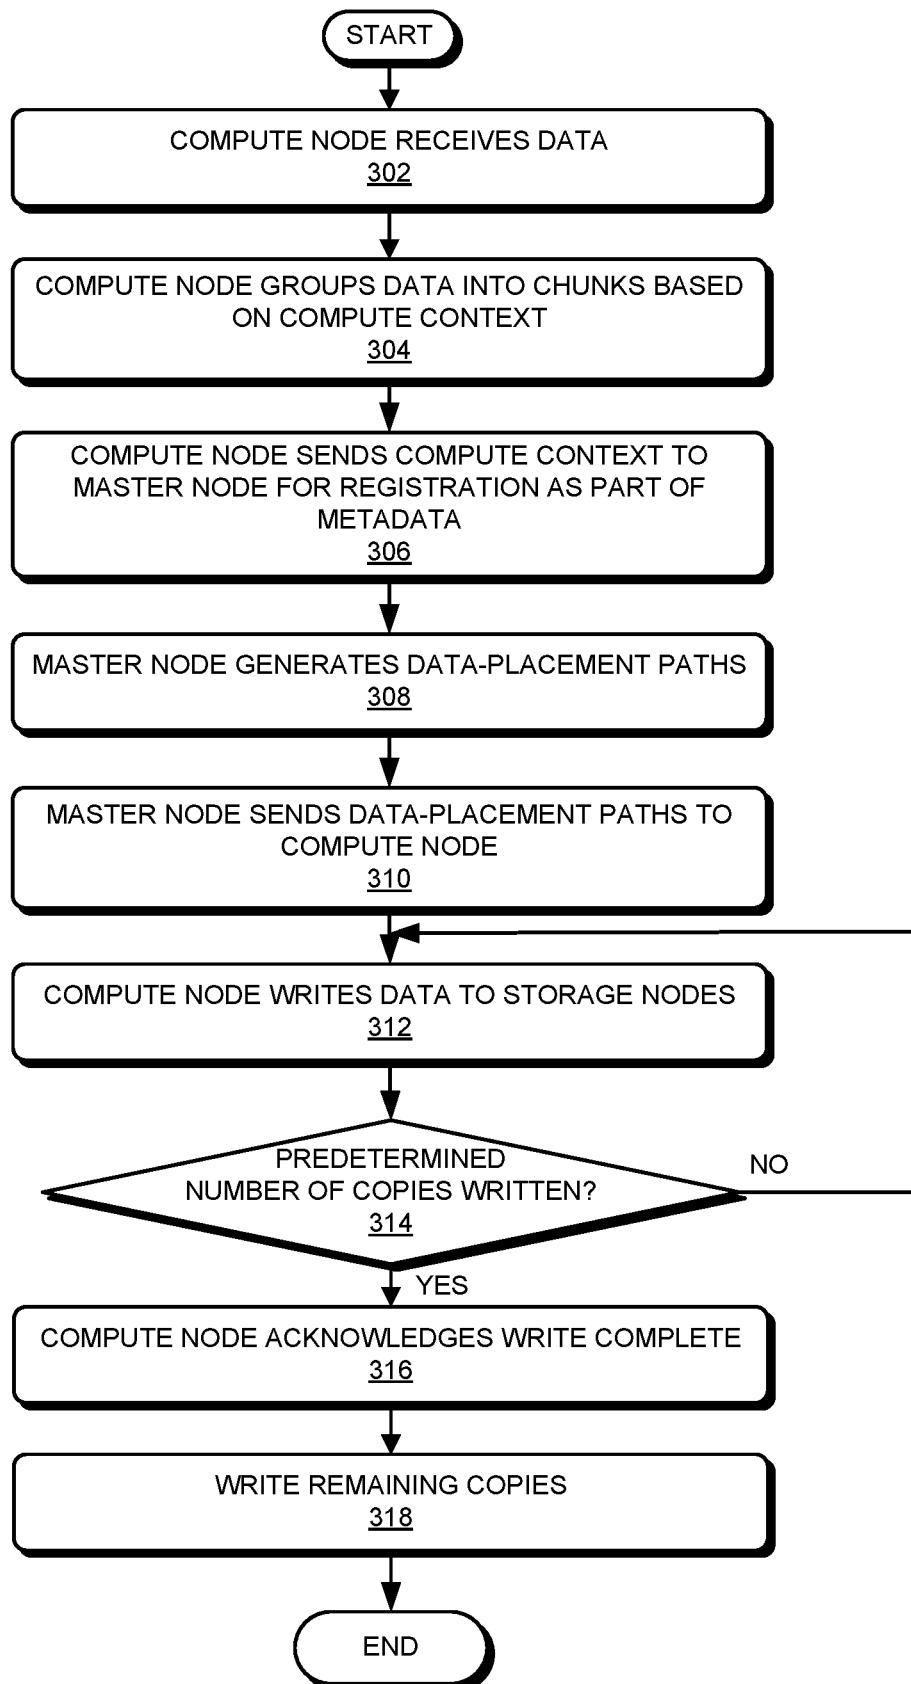 START
COMPUTE NODE RECEIVES DATA
302
COMPUTE NODE GROUPS DATA INTO CHUNKS BASED
ON COMPUTE CONTEXT
304
COMPUTE NODE SENDS COMPUTE CONTEXT TO
MASTER NODE FOR REGISTRATION AS PART OF
METADATA
306
MASTER NODE GENERATES DATA-PLACEMENT PATHS
308
MASTER NODE SENDS DATA-PLACEMENT PATHS TO
COMPUTE NODE
310
COMPUTE NODE WRITES DATA TO STORAGE NODES
312
PREDETERMINED
NUMBER OF COPIES WRITTEN?
314
NO
YES
COMPUTE NODE ACKNOWLEDGES WRITE COMPLETE
316
WRITE REMAINING COPIES
318
END